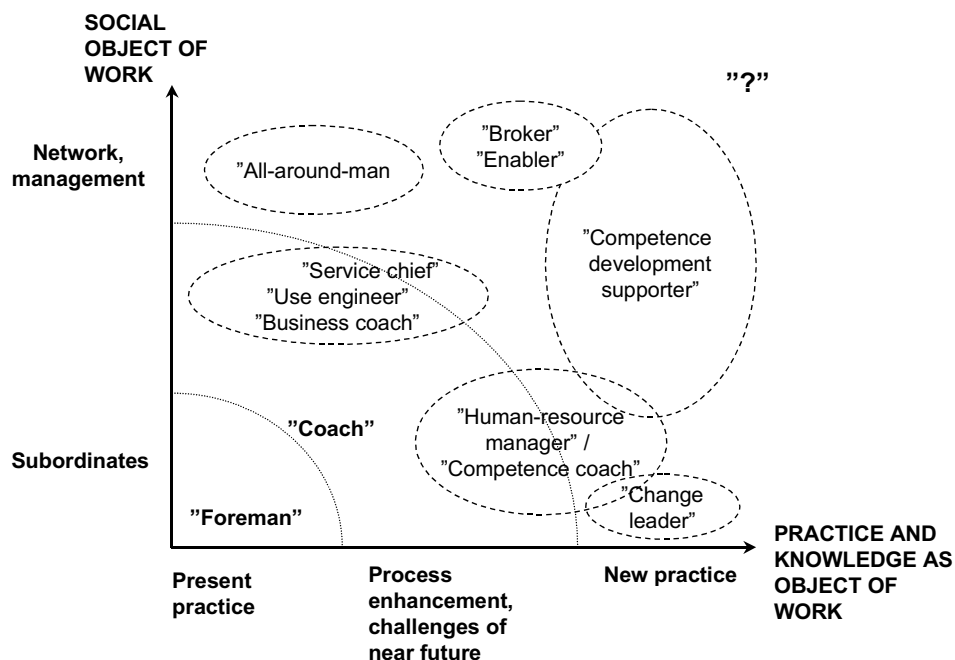 SOCIAL
OBJECT OF
WORK
”?”
Network,
management
”All-around-man
”Broker”
”Enabler”
”Competence
development
supporter”
”Service chief”
”Use engineer”
”Business coach”
”Coach”
”Human-resource
manager” /
”Competence coach”
Subordinates
”Foreman”
”Change
leader”
PRACTICE AND
KNOWLEDGE AS
OBJECT OF
WORK
Present
practice
Process
enhancement,
challenges of
near future
New practice